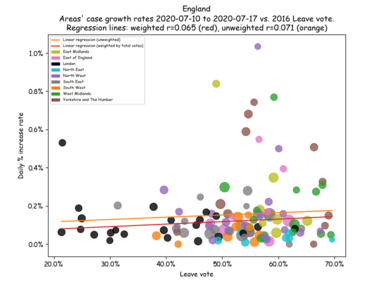 England
Areas' case growth rates 2020-07-10 to 2020-07-17 vs. 2016 Leave vote.
Regression lines: weighted r=0.065 (red), unweighted r=0.071 (orange)
Linear regression (unweighted)
Linear regression (weighted by total votes)
East Midlands
East of England
London
North East
North West
South East
South West
West Midlands
Yorkshire and The Humber
Daily % increase rate
1.0%
0.8%
0.6%
0.4%
0.2%
0.0%
20.0%
30.0%
40.0%
50.0%
60.0%
70.0%
Leave vote